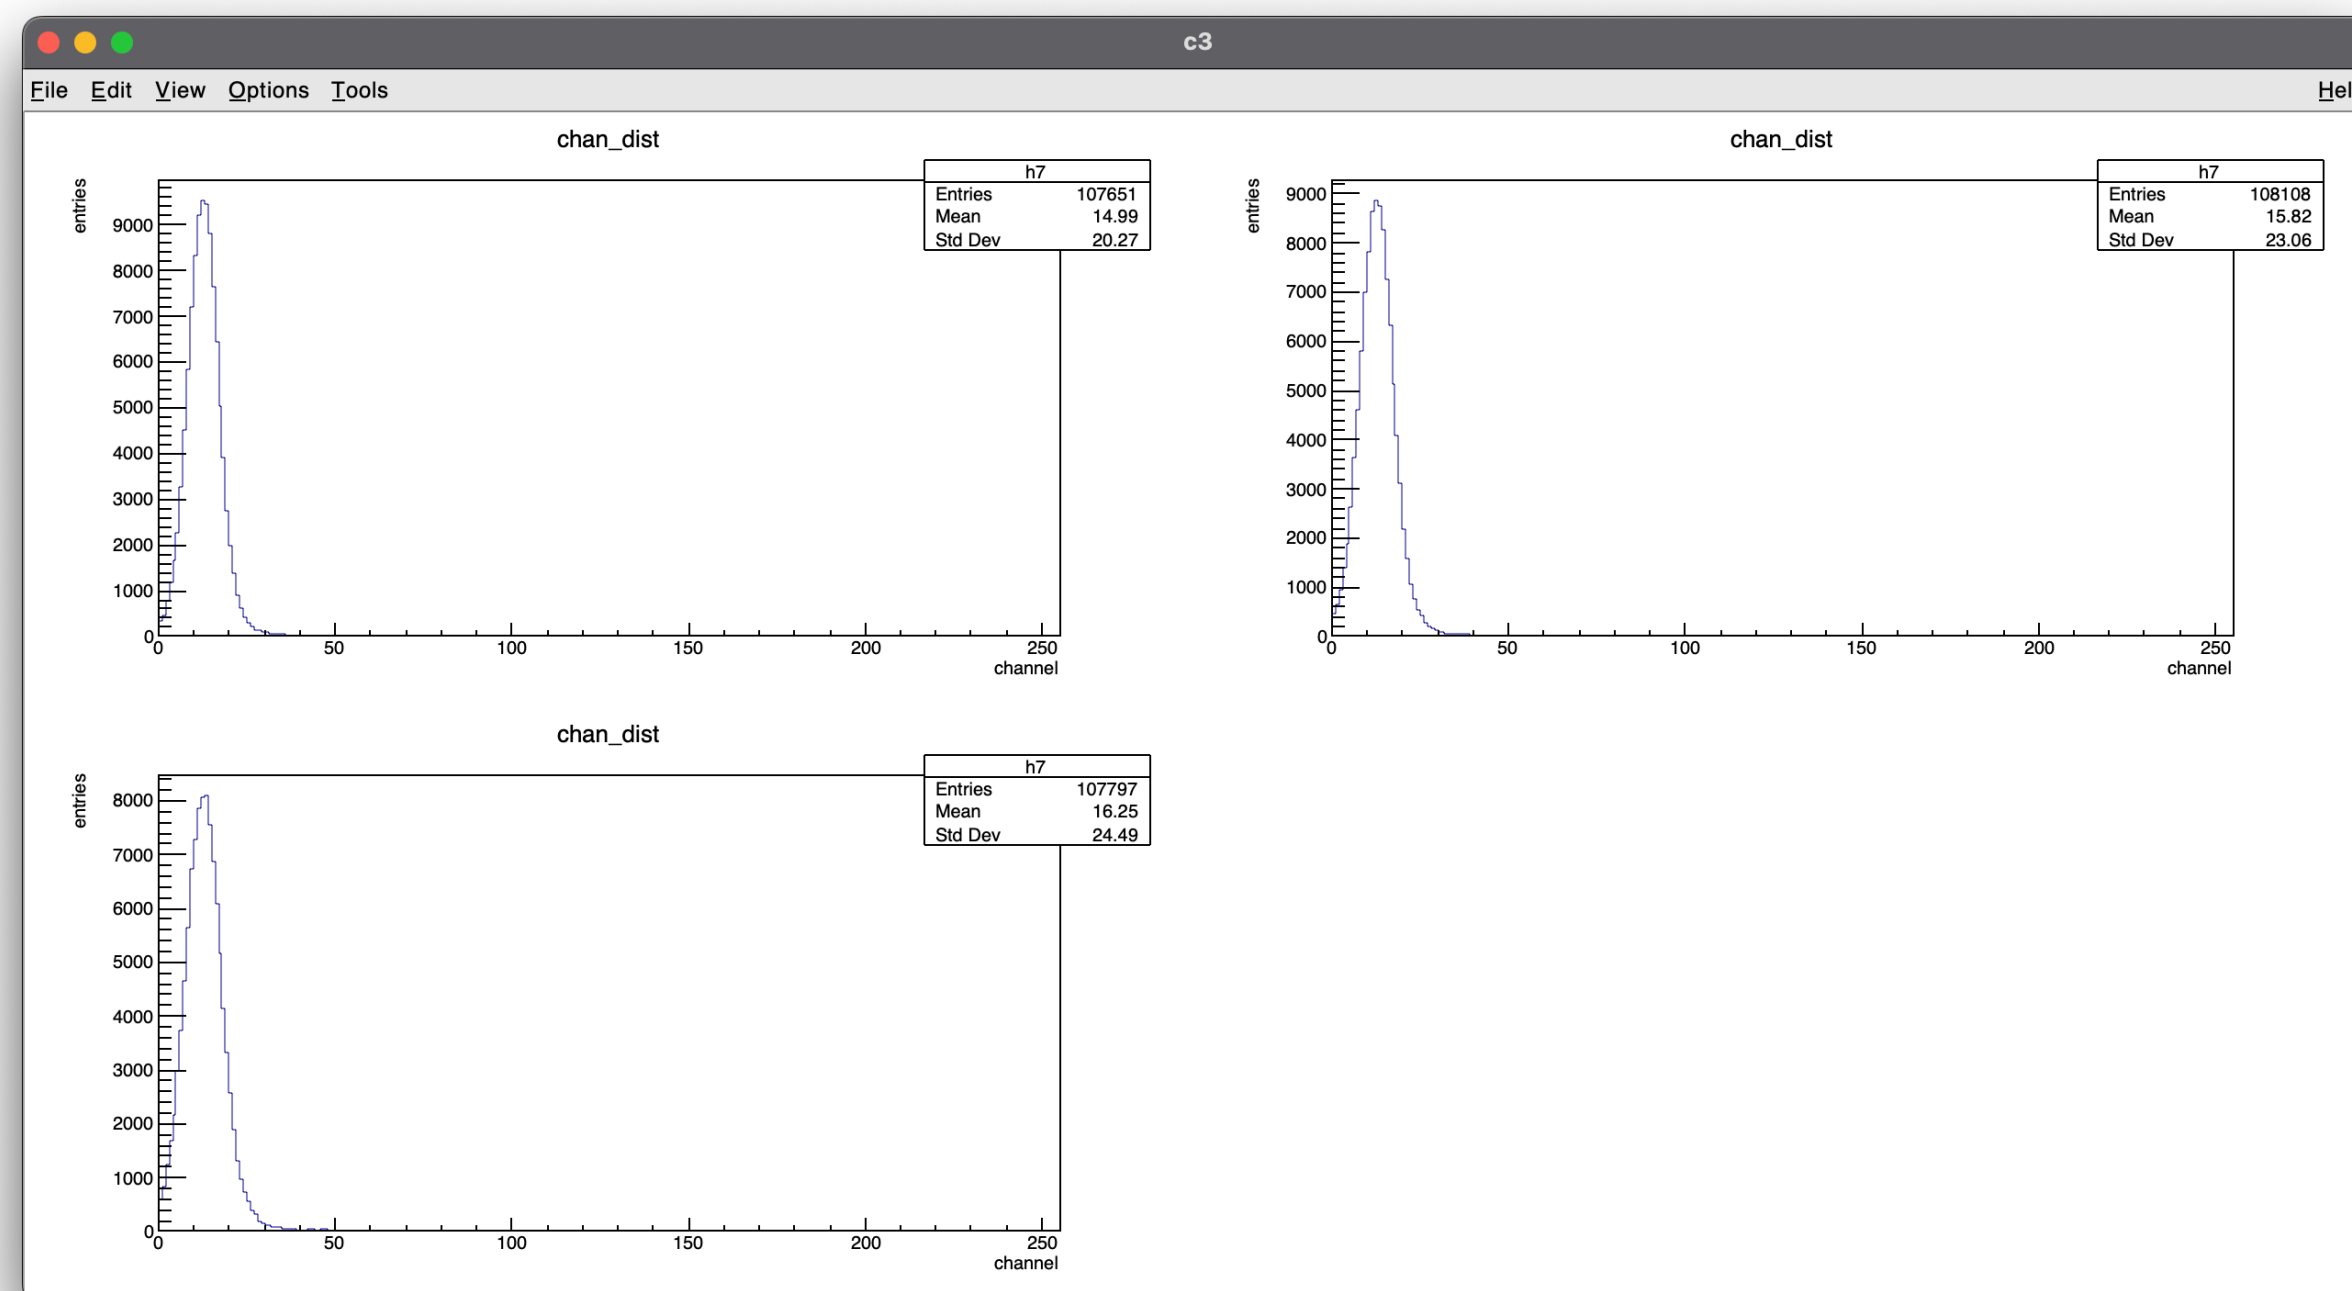 c3
File Edit View Options Tools Hel
chan_dist
entries
h7
Entries 107651
Mean 14.99
Std Dev 20.27
9000
8000
7000
6000
5000
4000
3000
2000
1000
0
0 50 100 150 200 250
channel
chan_dist
entries
h7
Entries 108108
Mean 15.82
Std Dev 23.06
9000
8000
7000
6000
5000
4000
3000
2000
1000
0
0 50 100 150 200 250
channel
chan_dist
entries
h7
Entries 107797
Mean 16.25
Std Dev 24.49
8000
7000
6000
5000
4000
3000
2000
1000
0
0 50 100 150 200 250
channel